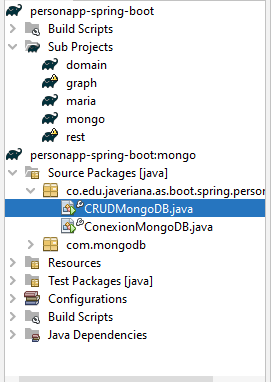 personapp-spring-boot
Build Scripts
Sub Projects
domain
graph
maria
mongo
rest
personapp-spring-boot:mongo
Source Packages [java]
co.edu.javeriana.as.boot.spring.person
CRUDMongoDB.java
ConexionMongoDB.java
com.mongodb
Resources
Test Packages [java]
Configurations
Build Scripts
Java Dependencies